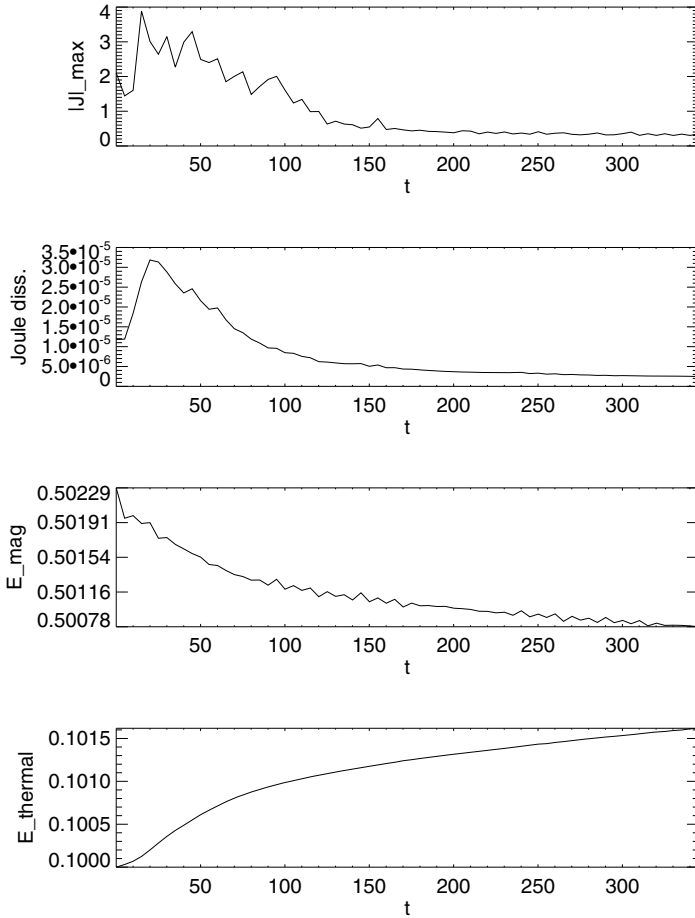 |J|_max
4
3
2
1
0
50 100 150 200 250 300
t
Joule diss.
3.5•10⁻⁵
3.0•10⁻⁵
2.5•10⁻⁵
2.0•10⁻⁵
1.5•10⁻⁵
1.0•10⁻⁵
5.0•10⁻⁶
0
50 100 150 200 250 300
t
E_mag
0.50229
0.50191
0.50154
0.50116
0.50078
50 100 150 200 250 300
t
E_thermal
0.1015
0.1010
0.1005
0.1000
50 100 150 200 250 300
t